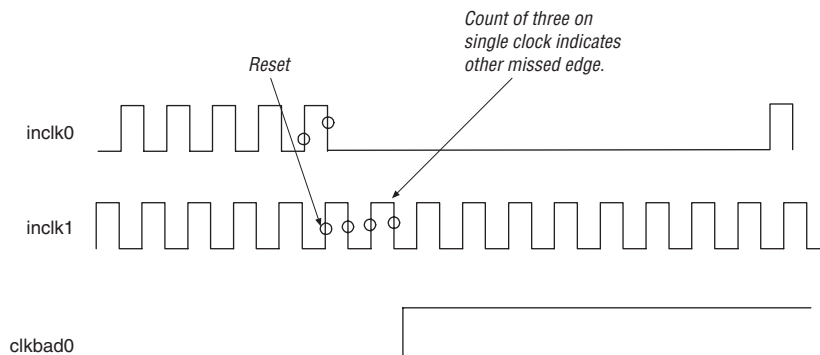 Count of three on
single clock indicates
other missed edge.
Reset
inclk0
inclk1
clkbad0